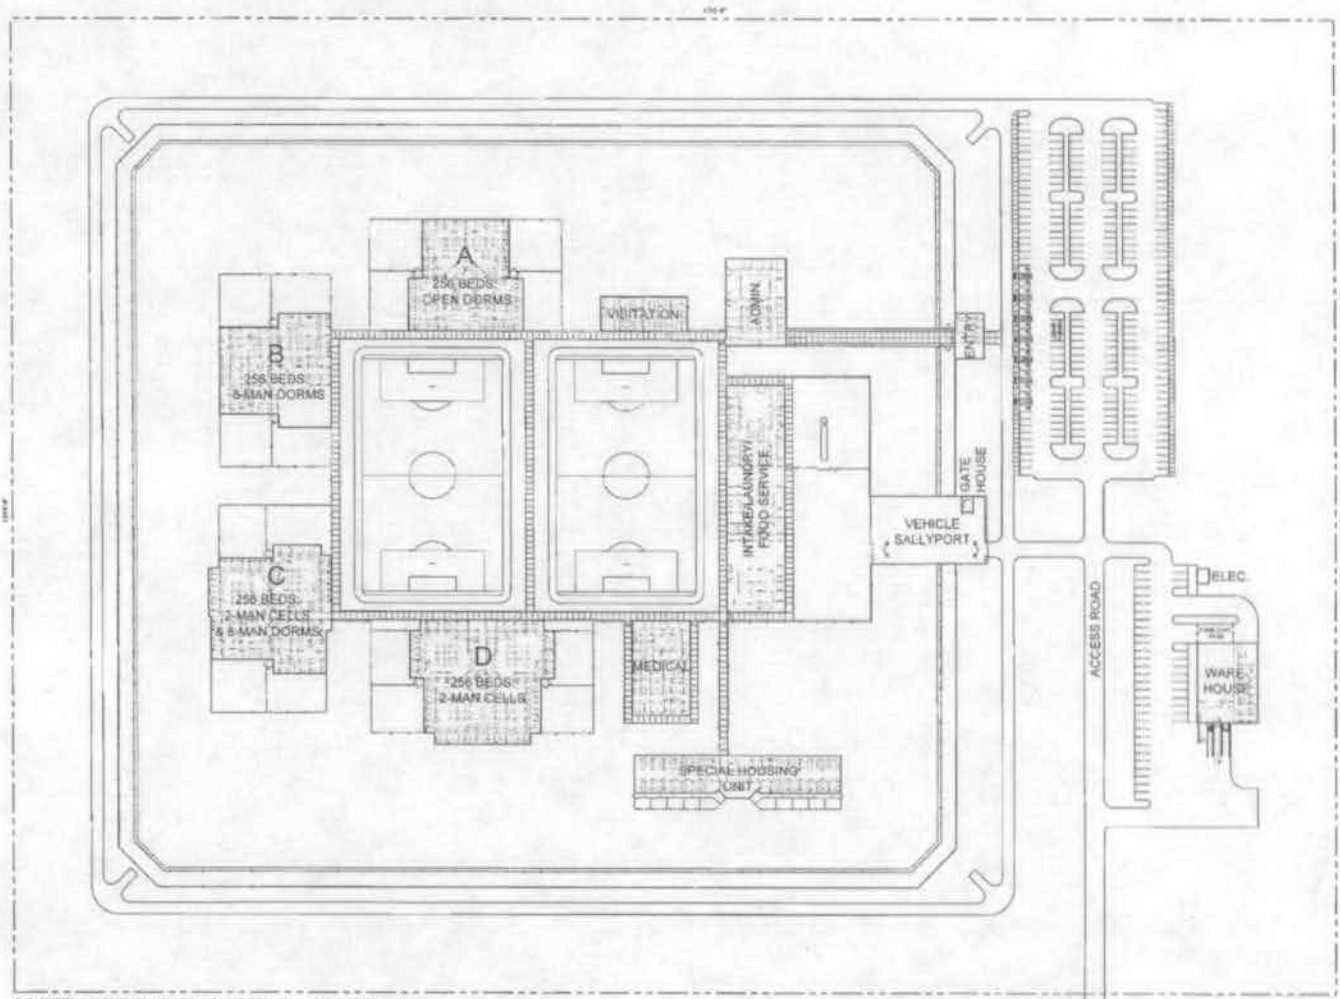 A
256 BEDS:
OPEN DORMS
VISITATION
ADMIN.
ENTRY
B
256 BEDS:
8-MAN DORMS
INTAKE/LAUNDRY/
FOOD SERVICE
GATE
HOUSE
VEHICLE
SALLYPORT
C
256 BEDS:
2-MAN CELLS
& 8-MAN DORMS
D
256 BEDS:
2-MAN CELLS
MEDICAL
SPECIAL HOUSING
UNIT
ACCESS ROAD
ELEC.
WARE-
HOUSE